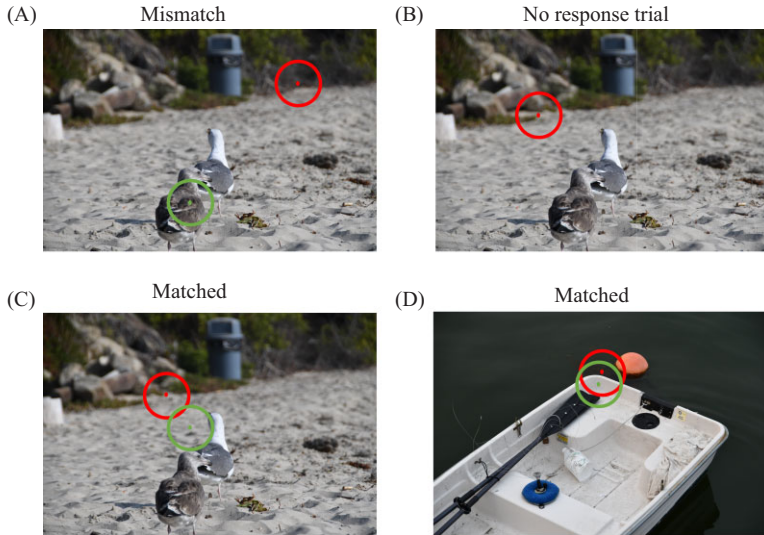 (A)
Mismatch
(B)
No response trial
(C)
Matched
(D)
Matched